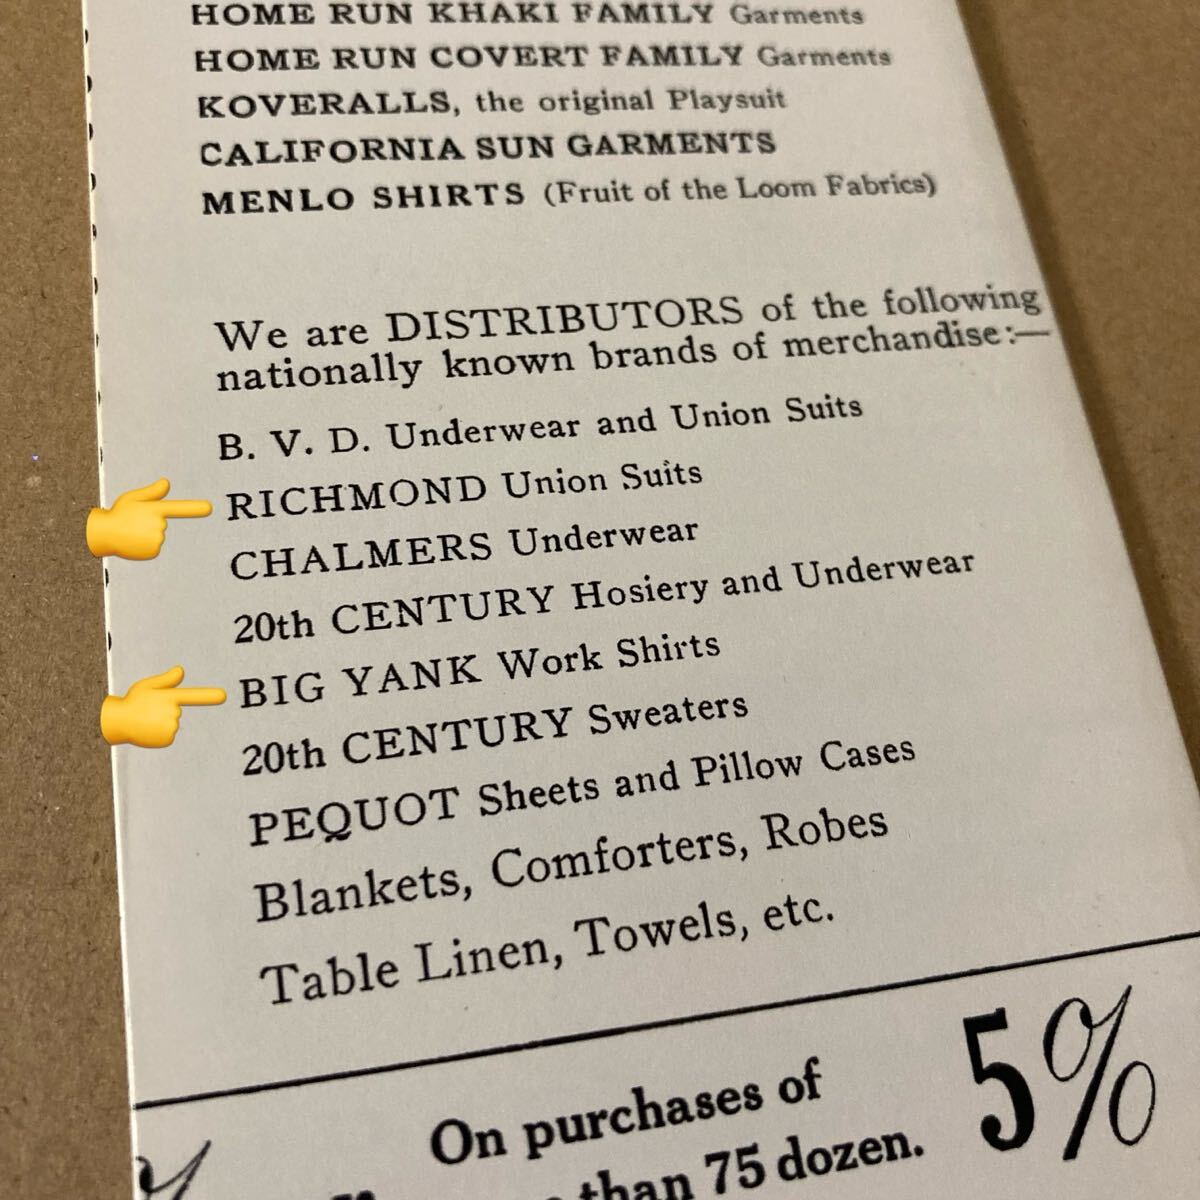 HOME RUN KHAKI FAMILY Garments
HOME RUN COVERT FAMILY Garments
KOVERALLS, the original Playsuit
CALIFORNIA SUN GARMENTS
MENLO SHIRTS (Fruit of the Loom Fabrics)
We are DISTRIBUTORS of the following
nationally known brands of merchandise:—
B. V. D. Underwear and Union Suits
RICHMOND Union Suits
CHALMERS Underwear
20th CENTURY Hosiery and Underwear
BIG YANK Work Shirts
20th CENTURY Sweaters
PEQUOT Sheets and Pillow Cases
Blankets, Comforters, Robes
Table Linen, Towels, etc.
On purchases of
than 75 dozen.
5%